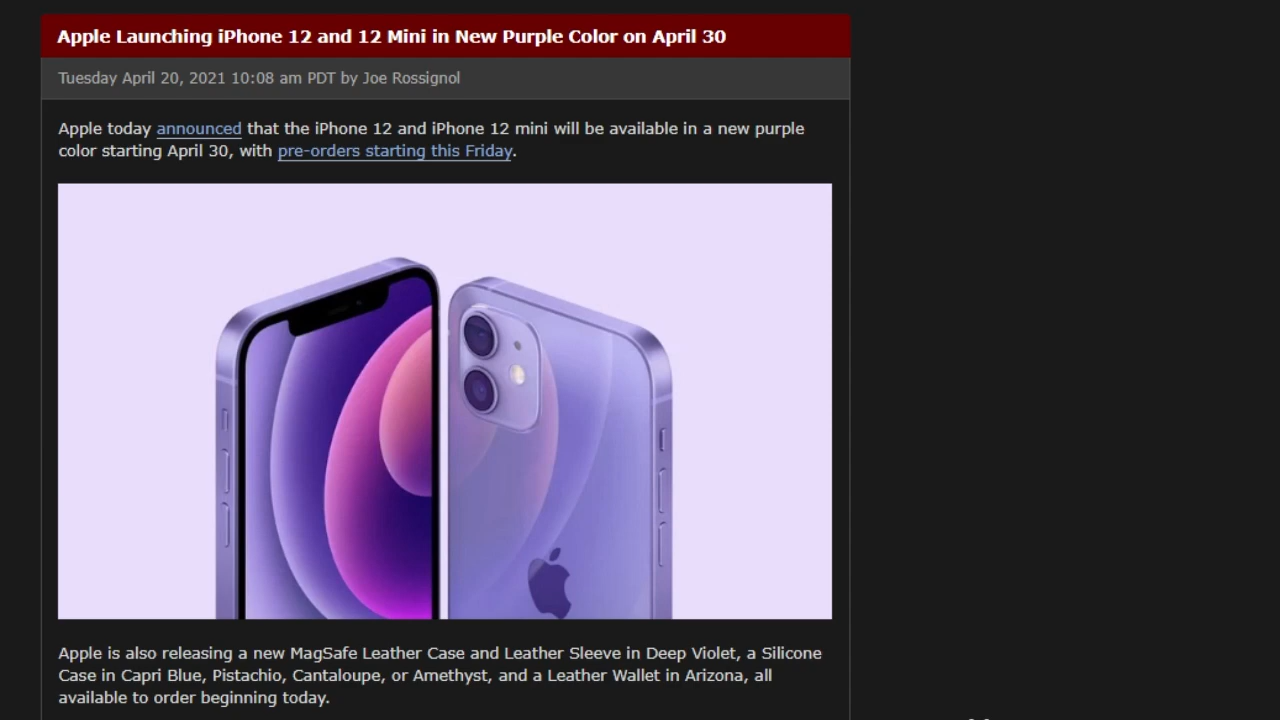 Apple Launching iPhone 12 and 12 Mini in New Purple Color on April 30
Tuesday April 20, 2021 10:08 am PDT by Joe Rossignol
Apple today announced that the iPhone 12 and iPhone 12 mini will be available in a new purple
color starting April 30, with pre-orders starting this Friday.
Apple is also releasing a new MagSafe Leather Case and Leather Sleeve in Deep Violet, a Silicone
Case in Capri Blue, Pistachio, Cantaloupe, or Amethyst, and a Leather Wallet in Arizona, all
available to order beginning today.